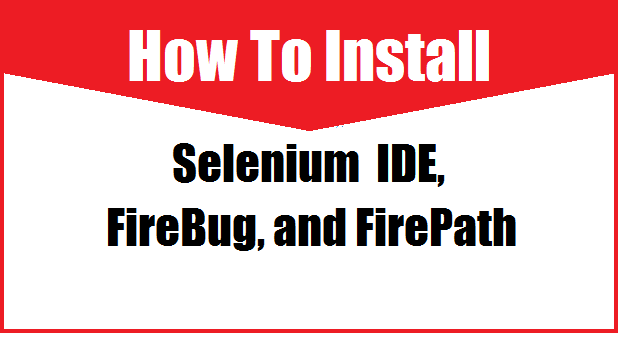 How To Install
Selenium IDE,
FireBug, and FirePath